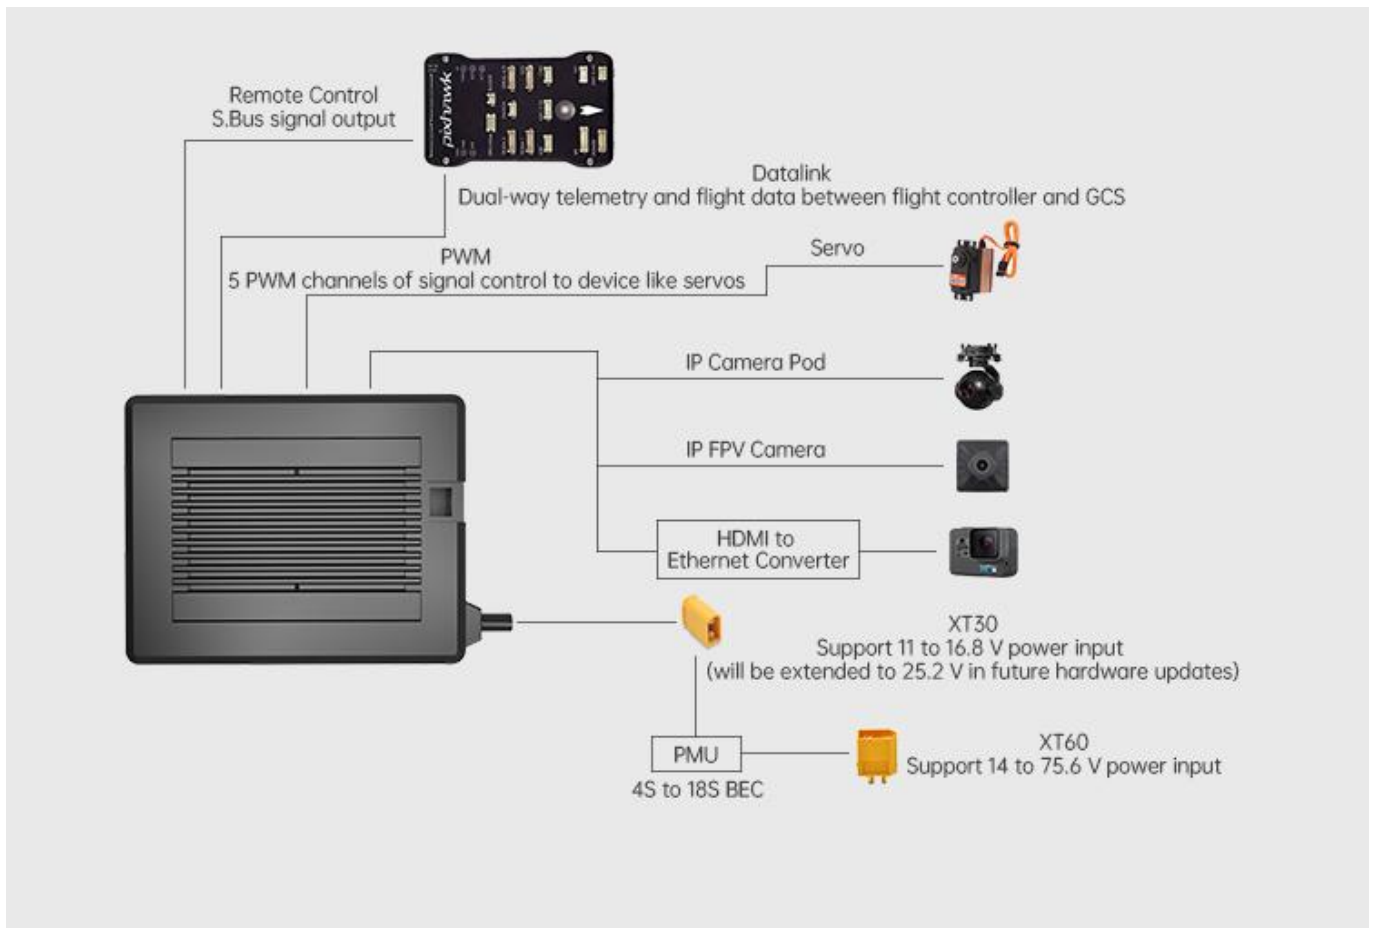 Remote Control
S.Bus signal output
pixhawk
Datalink
Dual-way telemetry and flight data between flight controller and GCS
PWM
5 PWM channels of signal control to device like servos
Servo
IP Camera Pod
IP FPV Camera
HDMI to
Ethernet Converter
XT30
Support 11 to 16.8 V power input
(will be extended to 25.2 V in future hardware updates)
PMU
4S to 18S BEC
XT60
Support 14 to 75.6 V power input